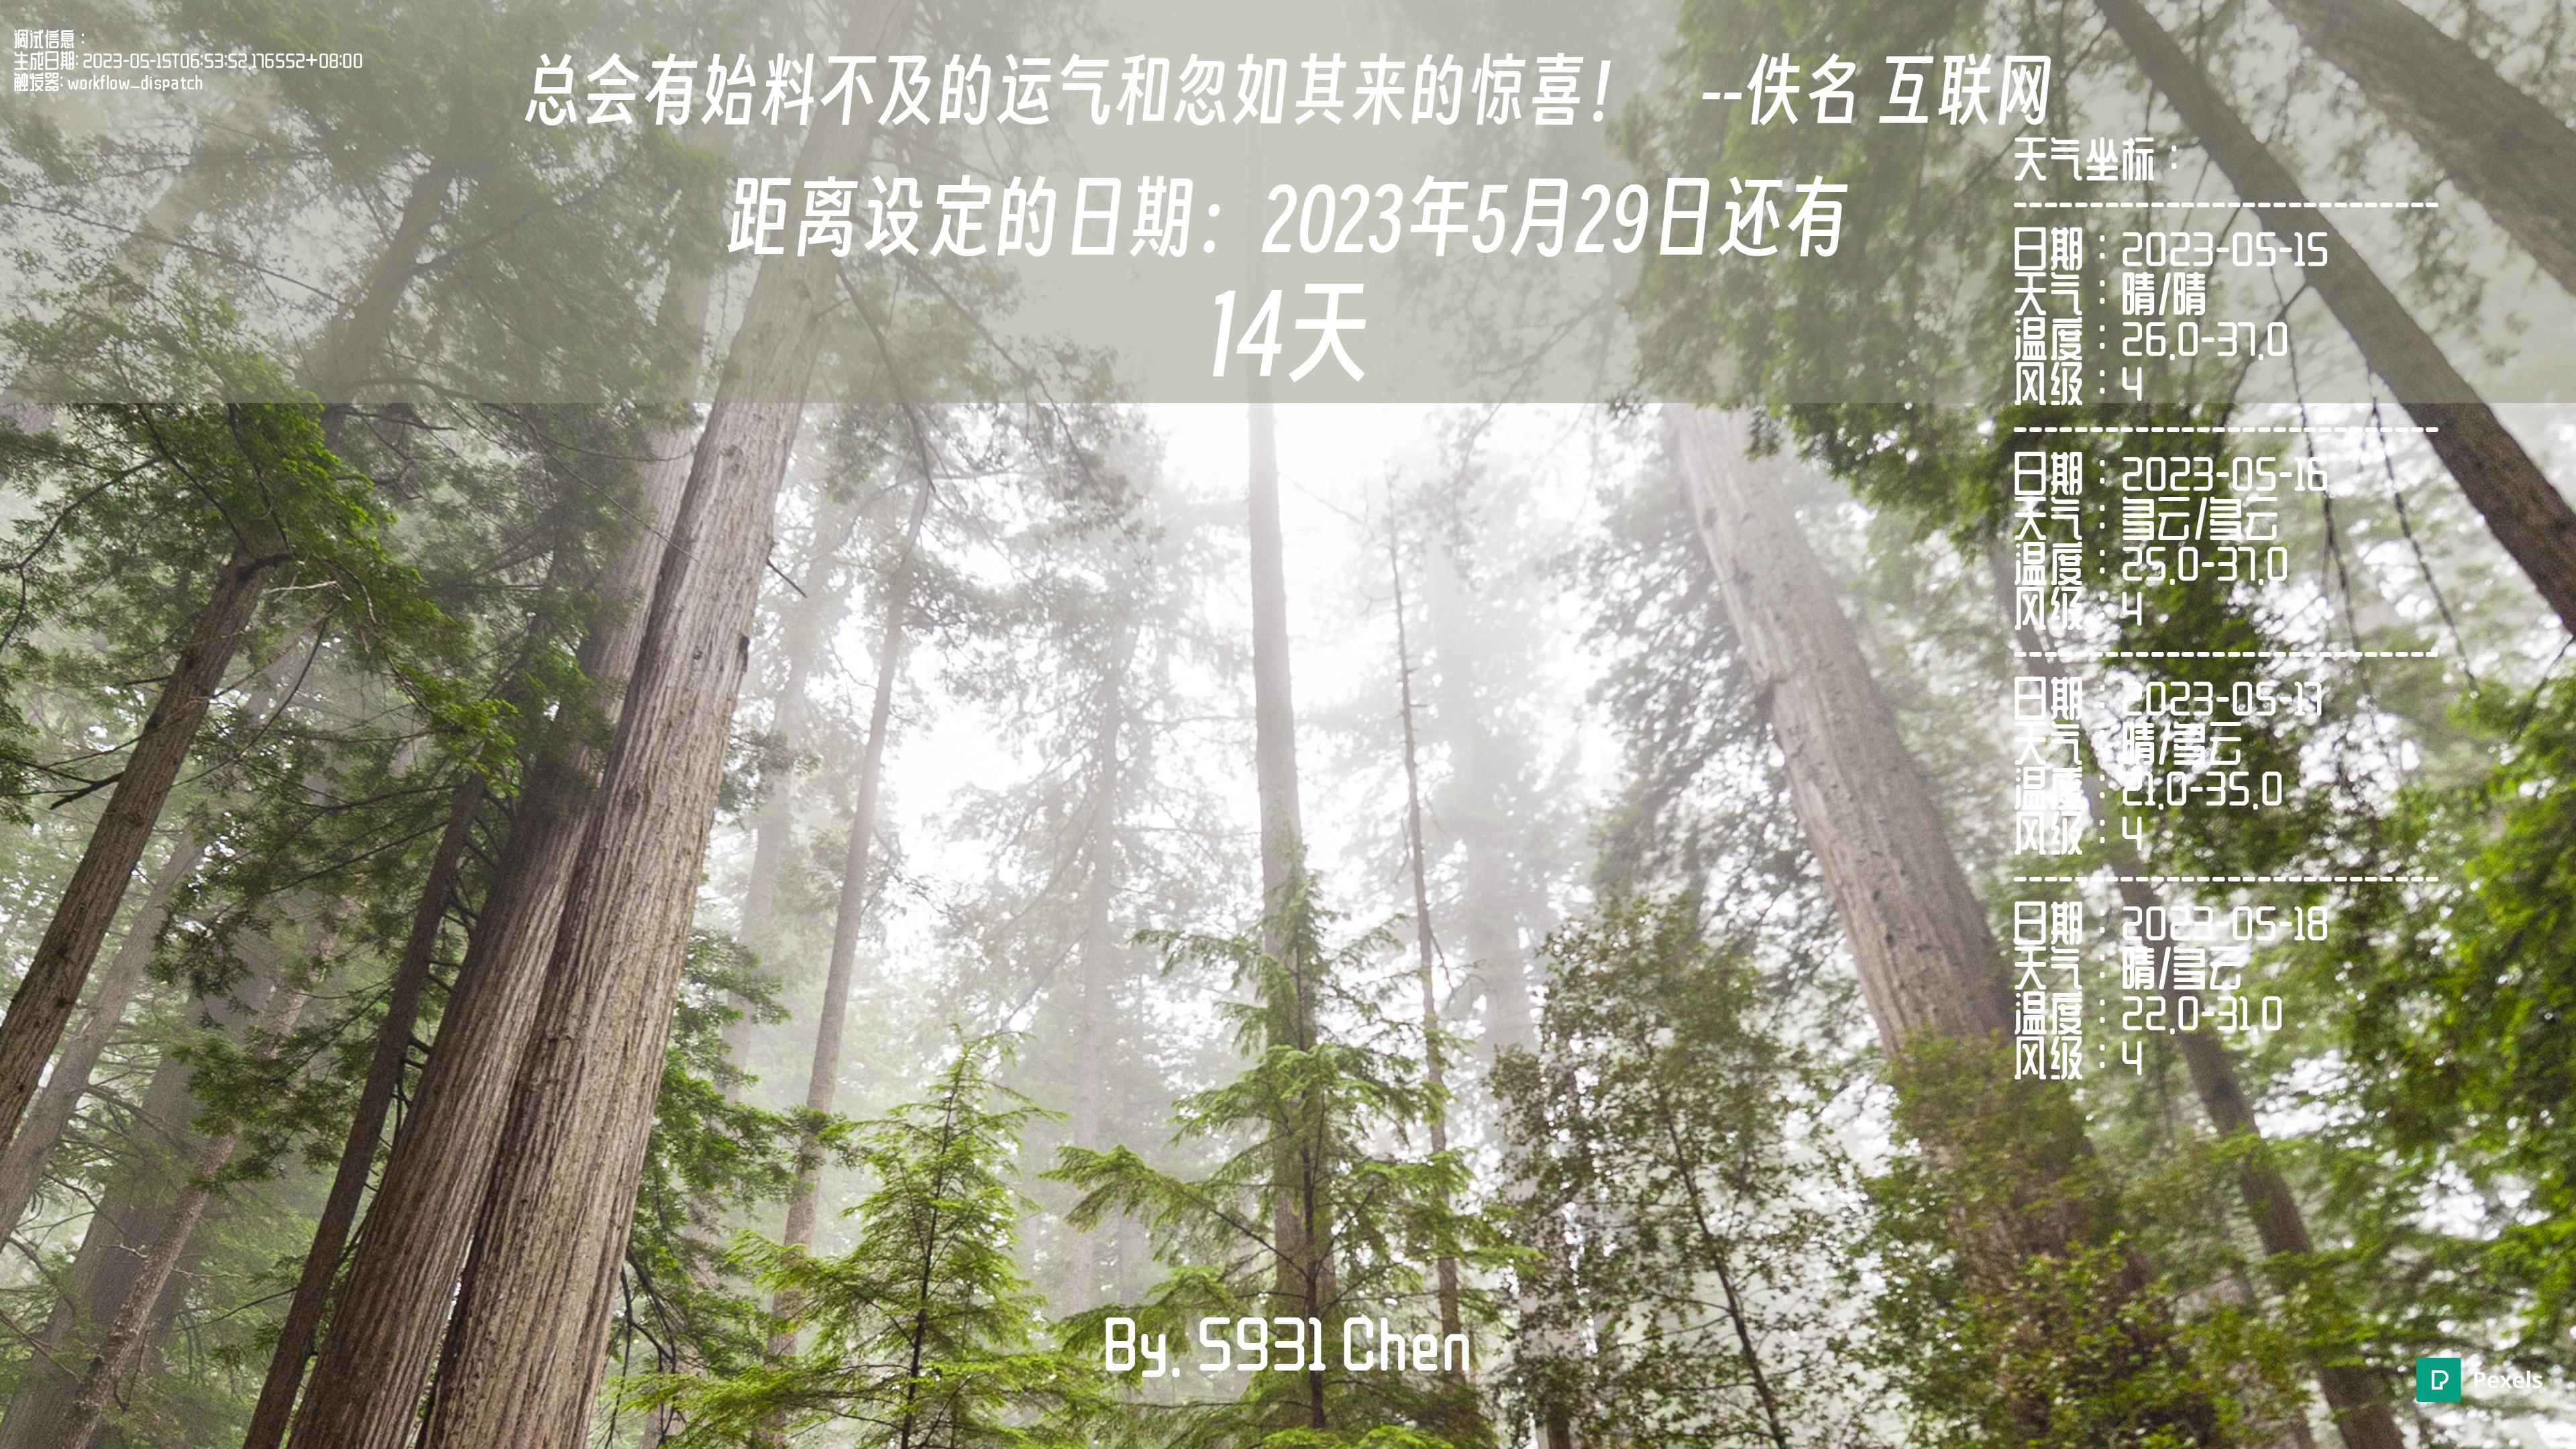 调试信息：
生成日期: 2023-05-15T06:53:52.176552+08:00
触发器: workflow_dispatch
总会有始料不及的运气和忽如其来的惊喜！ --佚名 互联网
距离设定的日期：2023年5月29日还有
14天
天气坐标：
------------------------------
日期：2023-05-15
天气：晴/晴
温度：26.0-37.0
风级：4
------------------------------
日期：2023-05-16
天气：多云/多云
温度：25.0-37.0
风级：4
------------------------------
日期：2023-05-17
天气：晴/多云
温度：21.0-35.0
风级：4
------------------------------
日期：2023-05-18
天气：晴/多云
温度：22.0-31.0
风级：4
By. S931 Chen
Pexels